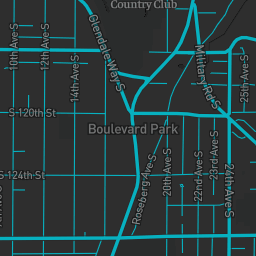 Country Club
10th Ave S
12th Ave S
14th Ave S
Glendale Way S
Military Rd S
25th Ave S
S 120th St
Boulevard Park
S 124th St
Roseberg Ave S
20th Ave S
22nd Ave S
23rd Ave S
24th Ave S